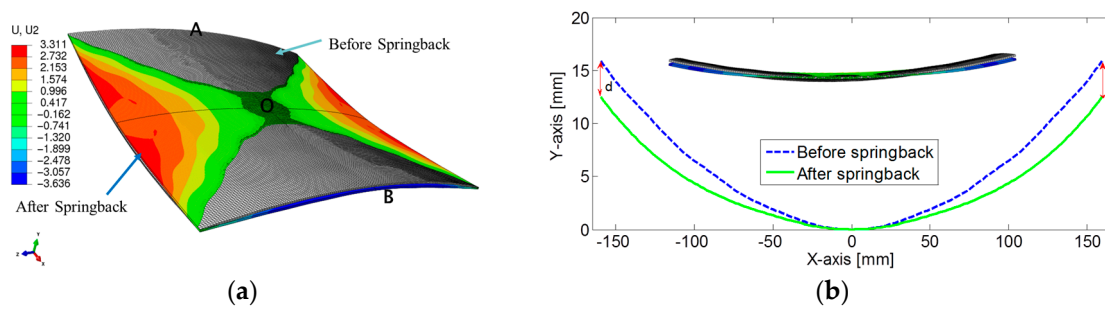 U, U2
3.311
2.732
2.153
1.574
0.996
0.417
−0.162
−0.741
−1.320
−1.899
−2.478
−3.057
−3.636
A
Before Springback
O
B
After Springback
Y
Z
X
(a)
20
15
10
5
0
Y-axis [mm]
d
Before springback
After springback
-150 -100 -50 0 50 100 150
X-axis [mm]
(b)